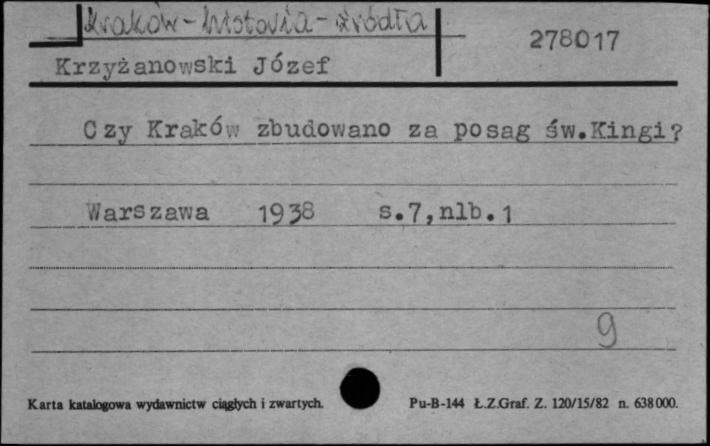 Kraków-historia-źródła
278017
Krzyżanowski Józef
Czy Kraków zbudowano za posag św.Kingi?
Warszawa 1938 s.7,nlb.1
9
Karta katalogowa wydawnictw ciągłych i zwartych. Pu-B-144 Ł.Z.Graf. Z. 120/15/82 n. 638000.